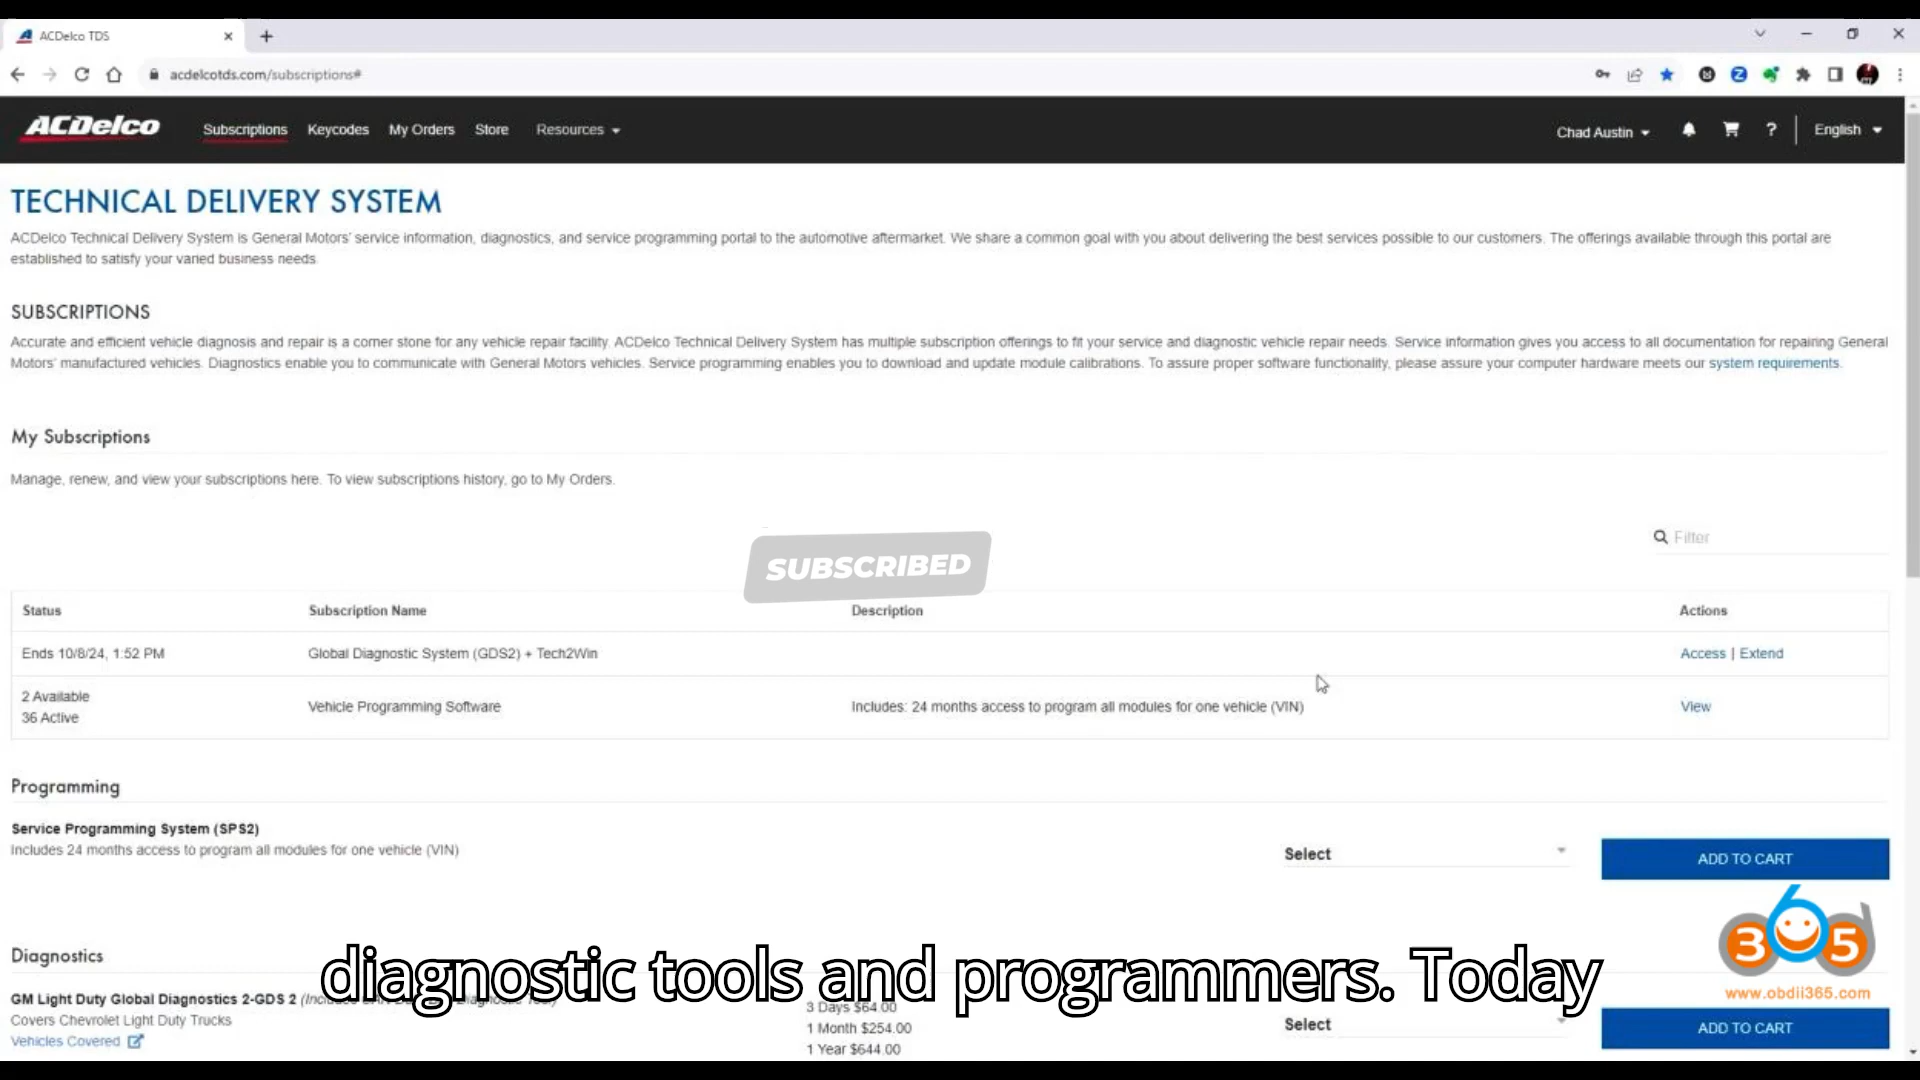 ACDelco TDS
acdelcotds.com/subscriptions#
ACDelco Subscriptions Keycodes My Orders Store Resources Chad Austin ? English
TECHNICAL DELIVERY SYSTEM
ACDelco Technical Delivery System is General Motors' service information, diagnostics, and service programming portal to the automotive aftermarket. We share a common goal with you about delivering the best services possible to our customers. The offerings available through this portal are
established to satisfy your varied business needs.
SUBSCRIPTIONS
Accurate and efficient vehicle diagnosis and repair is a corner stone for any vehicle repair facility. ACDelco Technical Delivery System has multiple subscription offerings to fit your service and diagnostic vehicle repair needs. Service information gives you access to all documentation for repairing General
Motors' manufactured vehicles. Diagnostics enable you to communicate with General Motors vehicles. Service programming enables you to download and update module calibrations. To assure proper software functionality, please assure your computer hardware meets our system requirements.
My Subscriptions
Manage, renew, and view your subscriptions here. To view subscriptions history, go to My Orders.
Filter
SUBSCRIBED
Status Subscription Name Description Actions
Ends 10/8/24, 1:52 PM Global Diagnostic System (GDS2) + Tech2Win Access | Extend
2 Available
36 Active
Vehicle Programming Software Includes: 24 months access to program all modules for one vehicle (VIN) View
Programming
Service Programming System (SPS2)
Includes 24 months access to program all modules for one vehicle (VIN)
Select ADD TO CART
365
www.obdii365.com
Diagnostics
diagnostic tools and programmers. Today
GM Light Duty Global Diagnostics 2-GDS 2
Covers Chevrolet Light Duty Trucks
Vehicles Covered
3 Days $64.00
1 Month $254.00
1 Year $644.00
Select ADD TO CART